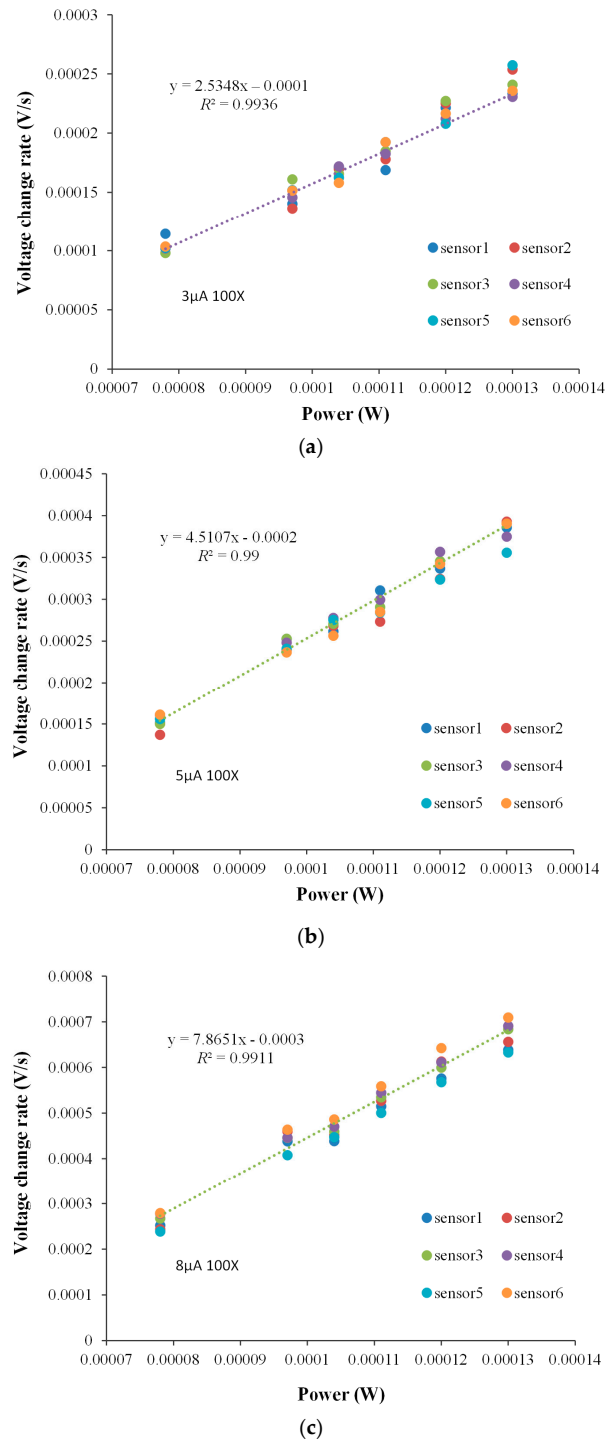 0.0003
0.00025
0.0002
0.00015
0.0001
0.00005
0
Voltage change rate (V/s)
y = 2.5348x – 0.0001
R² = 0.9936
3µA 100X
sensor1 sensor2
sensor3 sensor4
sensor5 sensor6
0.00007 0.00008 0.00009 0.0001 0.00011 0.00012 0.00013 0.00014
Power (W)
(a)
0.00045
0.0004
0.00035
0.0003
0.00025
0.0002
0.00015
0.0001
0.00005
0
Voltage change rate (V/s)
y = 4.5107x - 0.0002
R² = 0.99
5µA 100X
sensor1 sensor2
sensor3 sensor4
sensor5 sensor6
0.00007 0.00008 0.00009 0.0001 0.00011 0.00012 0.00013 0.00014
Power (W)
(b)
0.0008
0.0007
0.0006
0.0005
0.0004
0.0003
0.0002
0.0001
0
Voltage change rate (V/s)
y = 7.8651x - 0.0003
R² = 0.9911
8µA 100X
sensor1 sensor2
sensor3 sensor4
sensor5 sensor6
0.00007 0.00008 0.00009 0.0001 0.00011 0.00012 0.00013 0.00014
Power (W)
(c)